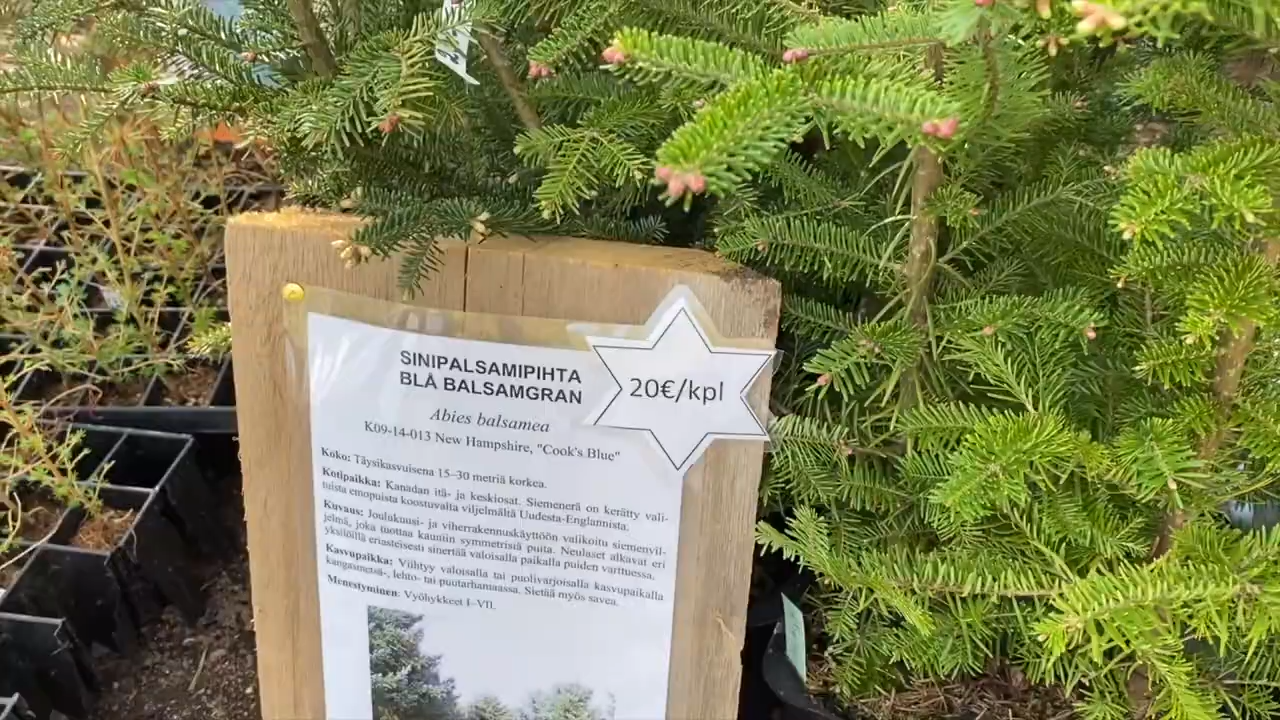 SINIPALSAMIPIHTA
BLÅ BALSAMGRAN
20€/kpl
Abies balsamea
K09-14-013 New Hampshire, "Cook's Blue"
Koko: Täysikasvuisena 15–30 metriä korkea.
Kotipaikka: Kanadan itä- ja keskiosat. Siemenerä on kerätty vali-
tuista emopuista koostuvalta viljelmältä Uudesta-Englannista.
Kuvaus: Joulukuusi- ja viherrakennuskäyttöön valikoitu siemenvil-
jelmä, joka tuottaa kauniin symmetrisiä puita. Neulaset alkavat eri
yksilöillä eriasteisesti sinertää valoisalla paikalla puiden varttuessa.
Kasvupaikka: Viihtyy valoisalla tai puolivarjoisalla kasvupaikalla
kangasmetsä-, lehto- tai puutarhamaassa. Sietää myös savea.
Menestyminen: Vyöhykkeet I–VII.